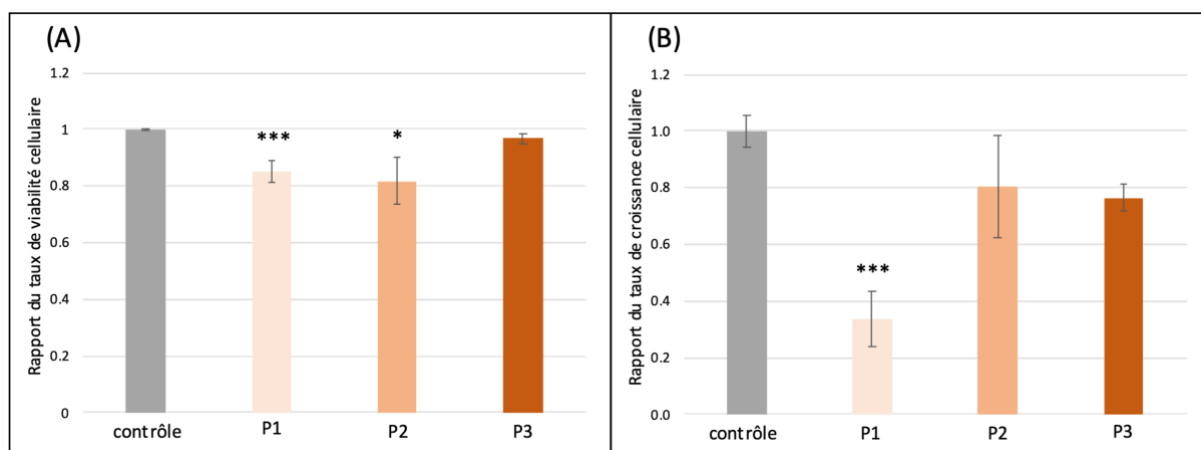 (A)
Rapport du taux de viabilité cellulaire
1.2
1
0.8
0.6
0.4
0.2
0
***
*
contrôle P1 P2 P3
(B)
Rapport du taux de croissance cellulaire
1.2
1.0
0.8
0.6
0.4
0.2
0.0
***
contrôle P1 P2 P3